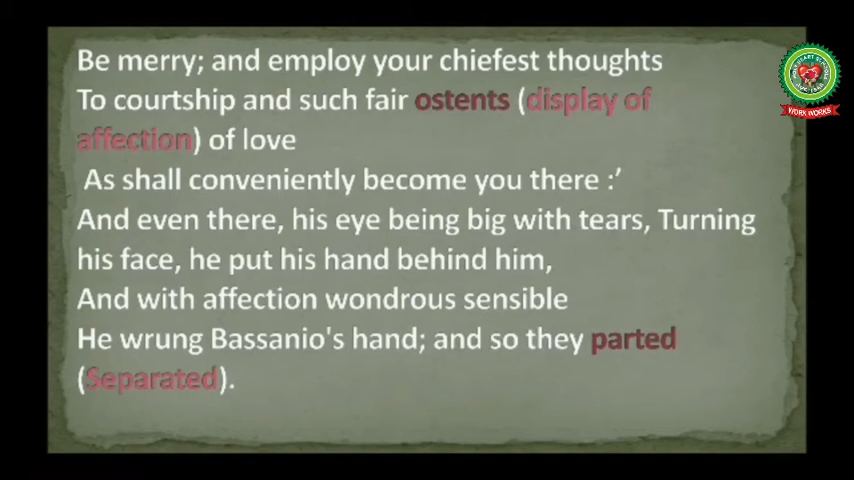 Be merry; and employ your chiefest thoughts
To courtship and such fair ostents (display of
affection) of love
As shall conveniently become you there :’
And even there, his eye being big with tears, Turning
his face, he put his hand behind him,
And with affection wondrous sensible
He wrung Bassanio's hand; and so they parted
(Separated).
WORK WORKS